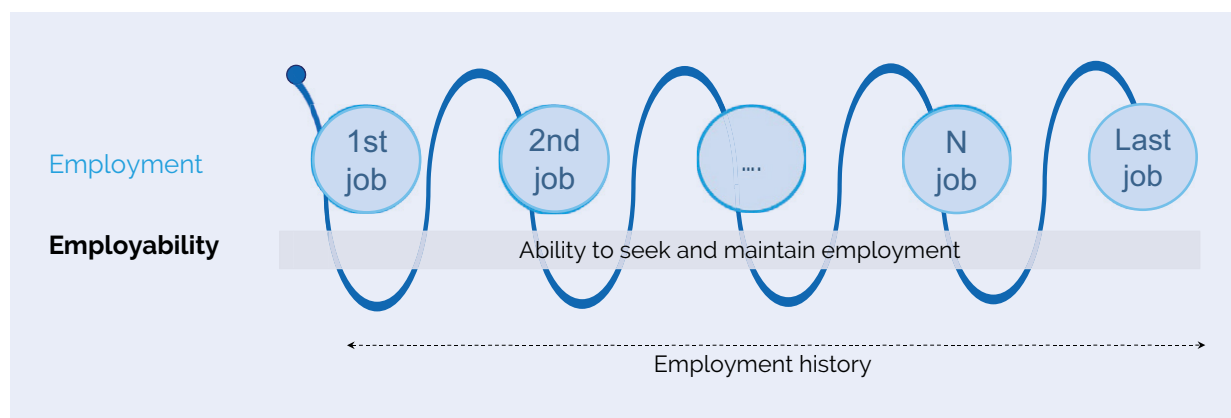 1st
job
2nd
job
....
N
job
Last
job
Employment
Employability
Ability to seek and maintain employment
Employment history